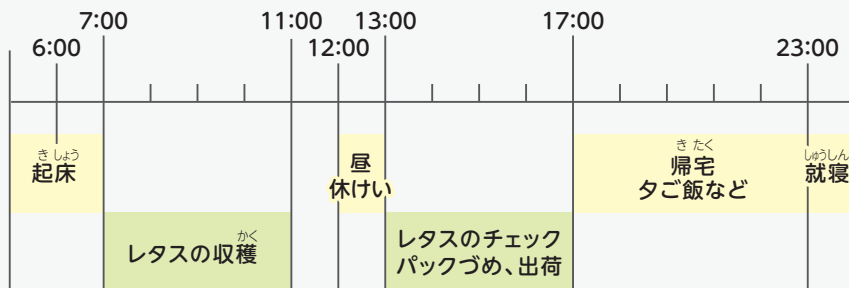 7:00
11:00
13:00
17:00
6:00
12:00
23:00
きしょう
起床
昼
休けい
きたく
帰宅
夕ご飯など
しゅうしん
就寝
かく
レタスの収穫
レタスのチェック
パックづめ、出荷